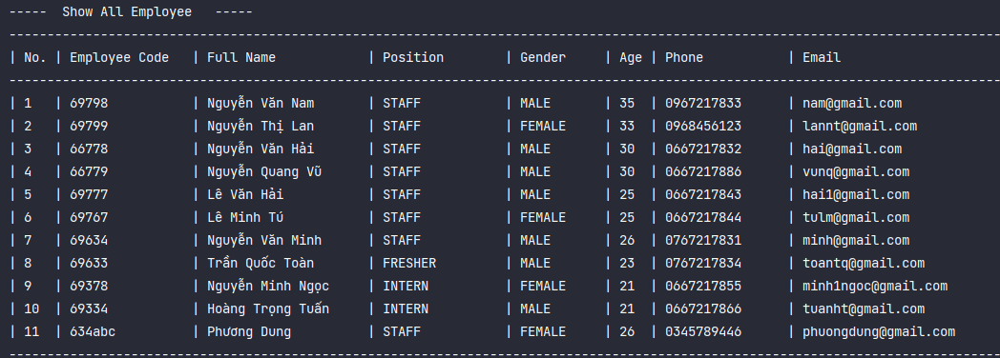 -----  Show All Employee   -----
----------------------------------------------------------------------------------------------------------------------------------
| No. | Employee Code   | Full Name            | Position        | Gender     | Age | Phone           | Email
----------------------------------------------------------------------------------------------------------------------------------
| 1   | 69798           | Nguyễn Văn Nam       | STAFF           | MALE       | 35  | 0967217833      | nam@gmail.com
| 2   | 69799           | Nguyễn Thị Lan       | STAFF           | FEMALE     | 33  | 0968456123      | lannt@gmail.com
| 3   | 66778           | Nguyễn Văn Hải       | STAFF           | MALE       | 30  | 0667217832      | hai@gmail.com
| 4   | 66779           | Nguyễn Quang Vũ      | STAFF           | MALE       | 30  | 0667217886      | vunq@gmail.com
| 5   | 69777           | Lê Văn Hải           | STAFF           | MALE       | 25  | 0667217843      | hai1@gmail.com
| 6   | 69767           | Lê Minh Tú           | STAFF           | FEMALE     | 25  | 0667217844      | tulm@gmail.com
| 7   | 69634           | Nguyễn Văn Minh      | STAFF           | MALE       | 26  | 0767217831      | minh@gmail.com
| 8   | 69633           | Trần Quốc Toàn       | FRESHER         | MALE       | 23  | 0767217834      | toantq@gmail.com
| 9   | 69378           | Nguyễn Minh Ngọc     | INTERN          | FEMALE     | 21  | 0667217855      | minh1ngoc@gmail.com
| 10  | 69334           | Hoàng Trọng Tuấn     | INTERN          | MALE       | 21  | 0667217866      | tuanht@gmail.com
| 11  | 634abc          | Phương Dung          | STAFF           | FEMALE     | 26  | 0345789446      | phuongdung@gmail.com
----------------------------------------------------------------------------------------------------------------------------------